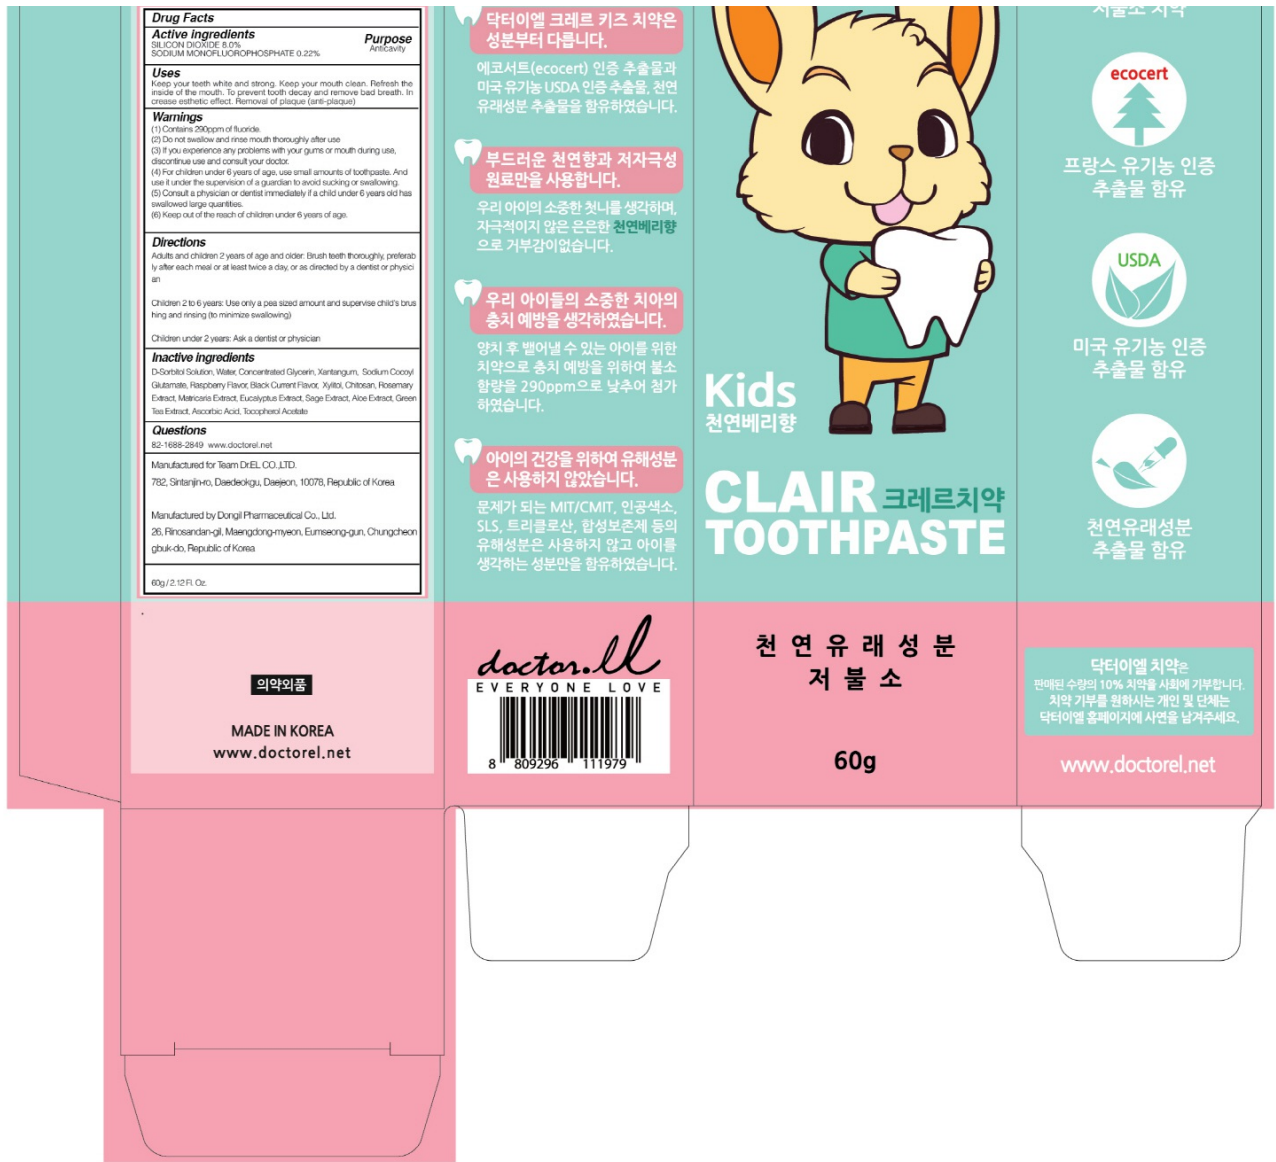 Drug Facts
Active ingredients
Purpose
SILICON DIOXIDE 8.0%
Anticavity
SODIUM MONOFLUOROPHOSPHATE 0.22%
Uses
Keep your teeth white and strong. Keep your mouth clean. Refresh the
inside of the mouth. To prevent tooth decay and remove bad breath. In
crease esthetic effect. Removal of plaque (anti-plaque)
Warnings
(1) Contains 290ppm of fluoride.
(2) Do not swallow and rinse mouth thoroughly after use
(3) If you experience any problems with your gums or mouth during use,
discontinue use and consult your doctor.
(4) For children under 6 years of age, use small amounts of toothpaste. And
use it under the supervision of a guardian to avoid sucking or swallowing.
(5) Consult a physician or dentist immediately if a child under 6 years old has
swallowed large quantities.
(6) Keep out of the reach of children under 6 years of age.
Directions
Adults and children 2 years of age and older: Brush teeth thoroughly, preferab
ly after each meal or at least twice a day, or as directed by a dentist or physici
an
Children 2 to 6 years: Use only a pea sized amount and supervise child's brus
hing and rinsing (to minimize swallowing)
Children under 2 years: Ask a dentist or physician
Inactive ingredients
D-Sorbitol Solution, Water, Concentrated Glycerin, Xantangum, Sodium Cocoyl
Glutamate, Raspberry Flavor, Black Current Flavor, Xylitol, Chitosan, Rosemary
Extract, Matricaria Extract, Eucalyptus Extract, Sage Extract, Aloe Extract, Green
Tea Extract, Ascorbic Acid, Tocopherol Acetate
Questions
82-1688-2849 www.doctorel.net
Manufactured for Team Dr.EL CO.,LTD.
782, Sintanjin-ro, Daedeokgu, Daejeon, 10078, Republic of Korea
Manufactured by Dongil Pharmaceutical Co., Ltd.
26, Rinosandan-gil, Maengdong-myeon, Eumseong-gun, Chungcheon
gbuk-do, Republic of Korea
60g / 2.12 Fl. Oz.
의약외품
MADE IN KOREA
www.doctorel.net
닥터이엘 크레르 키즈 치약은
성분부터 다릅니다.
에코서트(ecocert) 인증 추출물과
미국 유기농 USDA 인증 추출물, 천연
유래성분 추출물을 함유하였습니다.
부드러운 천연향과 저자극성
원료만을 사용합니다.
우리 아이의 소중한 첫니를 생각하며,
자극적이지 않은 은은한 천연베리향
으로 거부감이없습니다.
우리 아이들의 소중한 치아의
충치 예방을 생각하였습니다.
양치 후 뱉어낼 수 있는 아이를 위한
치약으로 충치 예방을 위하여 불소
함량을 290ppm으로 낮추어 첨가
하였습니다.
아이의 건강을 위하여 유해성분
은 사용하지 않았습니다.
문제가 되는 MIT/CMIT, 인공색소,
SLS, 트리클로산, 합성보존제 등의
유해성분은 사용하지 않고 아이를
생각하는 성분만을 함유하였습니다.
doctor.ll
EVERYONE LOVE
8 809296 111979
Kids
천연베리향
CLAIR 크레르치약
TOOTHPASTE
천연유래성분
저불소
60g
저불소 치약
ecocert
프랑스 유기농 인증
추출물 함유
USDA
미국 유기농 인증
추출물 함유
천연유래성분
추출물 함유
닥터이엘 치약은
판매된 수량의 10% 치약을 사회에 기부합니다.
치약 기부를 원하시는 개인 및 단체는
닥터이엘 홈페이지에 사연을 남겨주세요.
www.doctorel.net